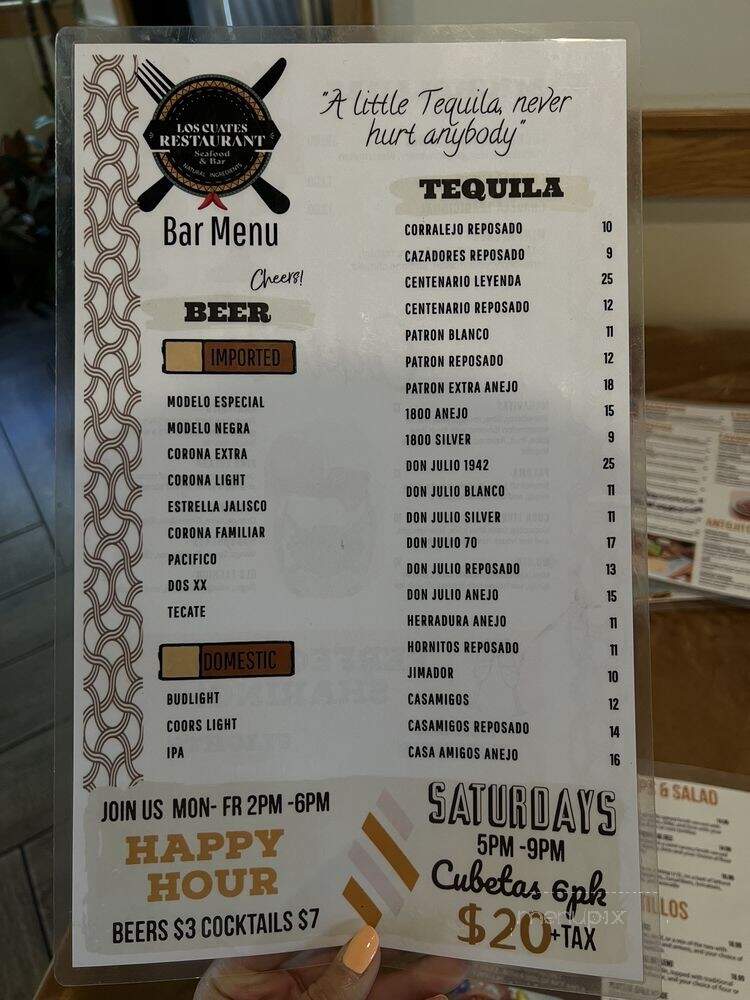 LOS CUATES
RESTAURANT
Seafood
& Bar
NATURAL INGREDIENTS
Bar Menu
Cheers!
BEER
IMPORTED
MODELO ESPECIAL
MODELO NEGRA
CORONA EXTRA
CORONA LIGHT
ESTRELLA JALISCO
CORONA FAMILIAR
PACIFICO
DOS XX
TECATE
DOMESTIC
BUDLIGHT
COORS LIGHT
IPA
"A little Tequila, never
hurt anybody"
TEQUILA
CORRALEJO REPOSADO 10
CAZADORES REPOSADO 9
CENTENARIO LEYENDA 25
CENTENARIO REPOSADO 12
PATRON BLANCO 11
PATRON REPOSADO 12
PATRON EXTRA ANEJO 18
1800 ANEJO 15
1800 SILVER 9
DON JULIO 1942 25
DON JULIO BLANCO 11
DON JULIO SILVER 11
DON JULIO 70 17
DON JULIO REPOSADO 13
DON JULIO ANEJO 15
HERRADURA ANEJO 11
HORNITOS REPOSADO 11
JIMADOR 10
CASAMIGOS 12
CASAMIGOS REPOSADO 14
CASA AMIGOS ANEJO 16
JOIN US MON- FR 2PM -6PM
HAPPY
HOUR
BEERS $3 COCKTAILS $7
SATURDAYS
5PM -9PM
Cubetas 6pk
$20+TAX
menupix
& SALAD